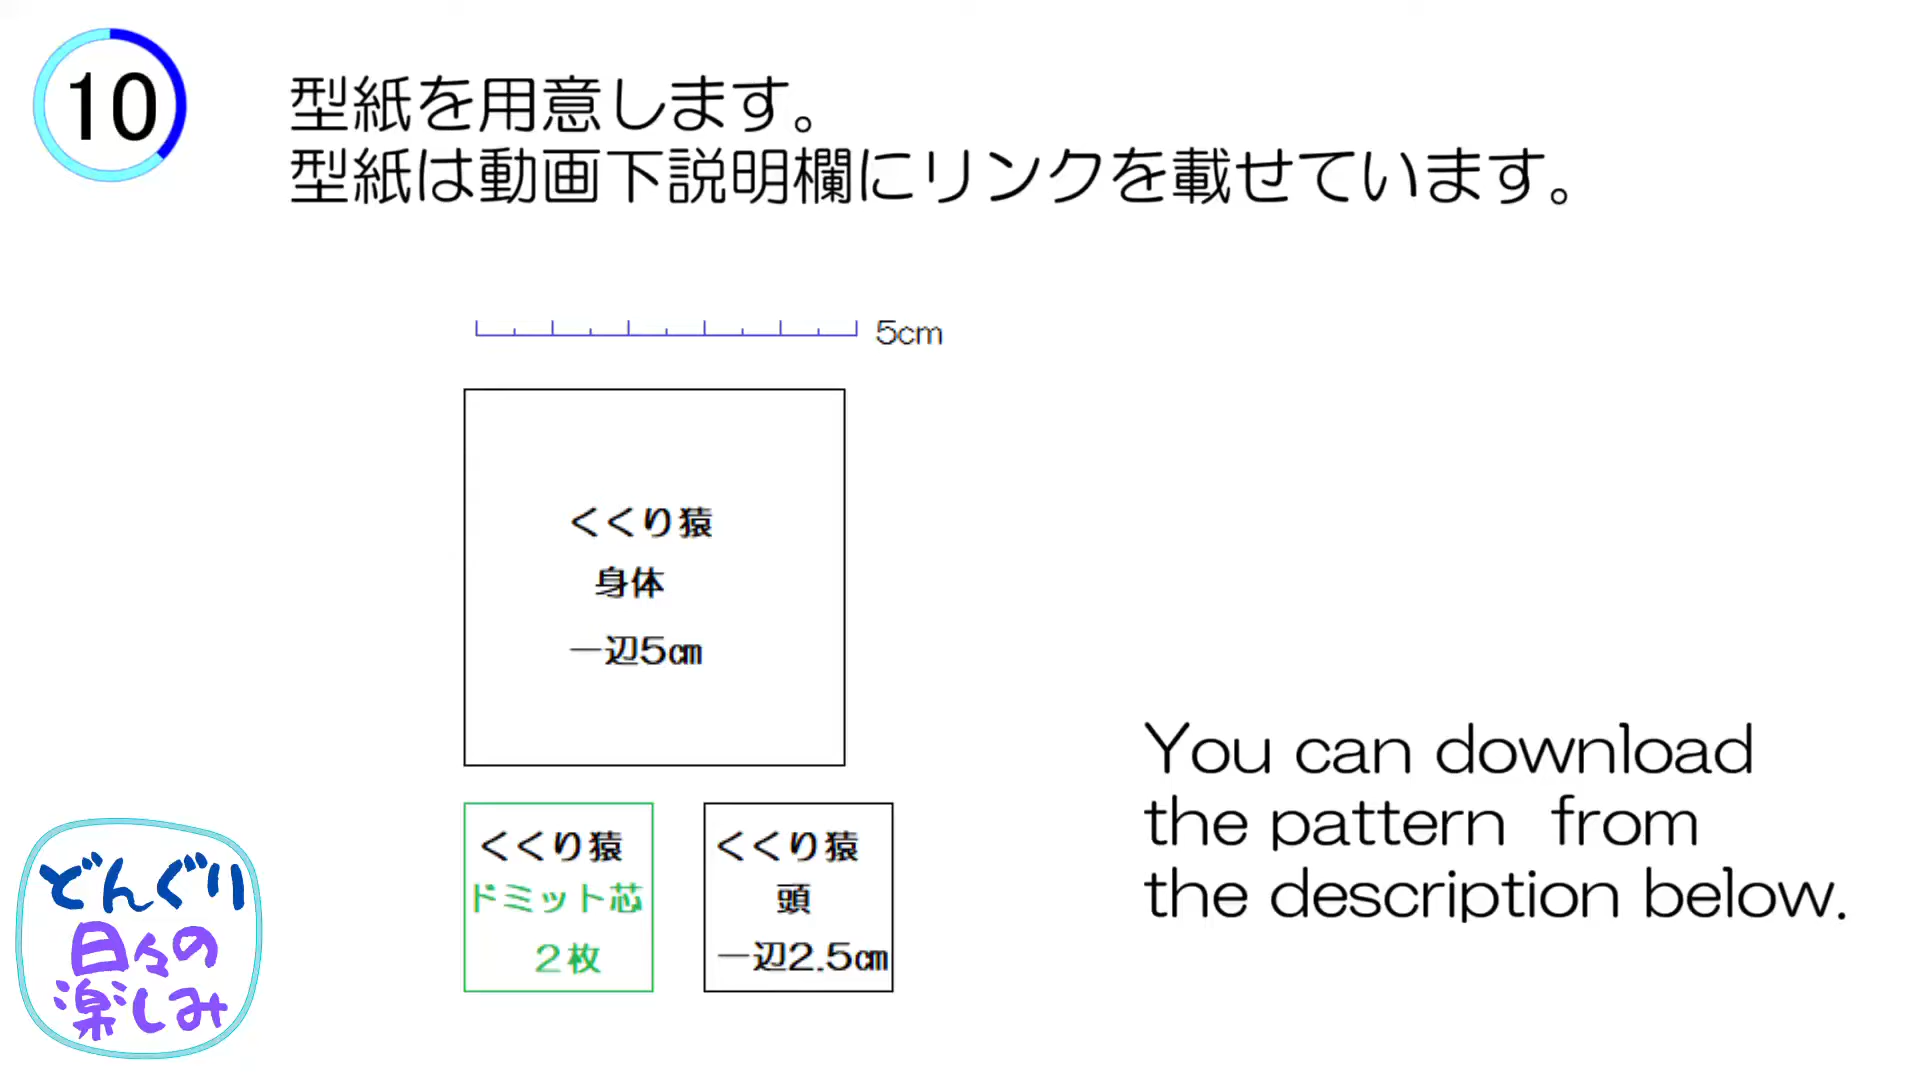 10
型紙を用意します。
型紙は動画下説明欄にリンクを載せています。
5cm
くくり猿
身体
一辺5㎝
くくり猿
ドミット芯
２枚
くくり猿
頭
一辺2.5㎝
You can download
the pattern from
the description below.
どんぐり
日々の
楽しみ